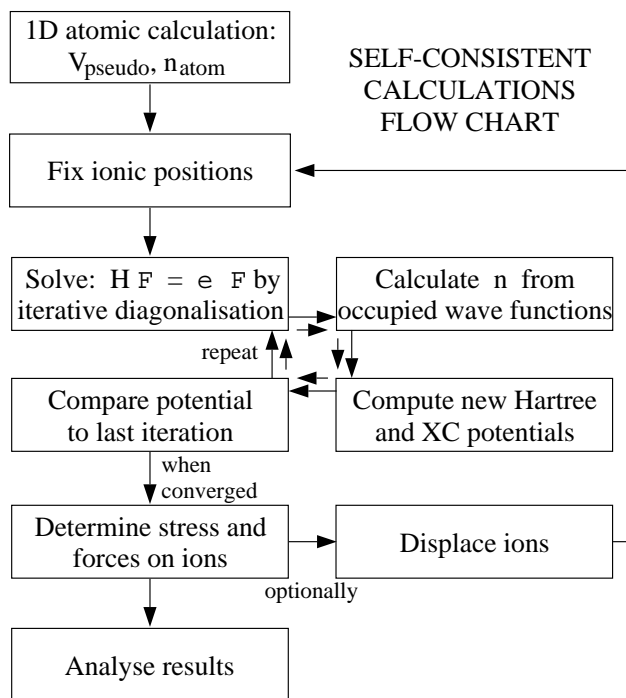 1D atomic calculation:
Vpseudo, natom
SELF-CONSISTENT
CALCULATIONS
FLOW CHART
Fix ionic positions
Solve: H F = e F by
iterative diagonalisation
Calculate n from
occupied wave functions
repeat
Compare potential
to last iteration
Compute new Hartree
and XC potentials
when
converged
Determine stress and
forces on ions
Displace ions
optionally
Analyse results